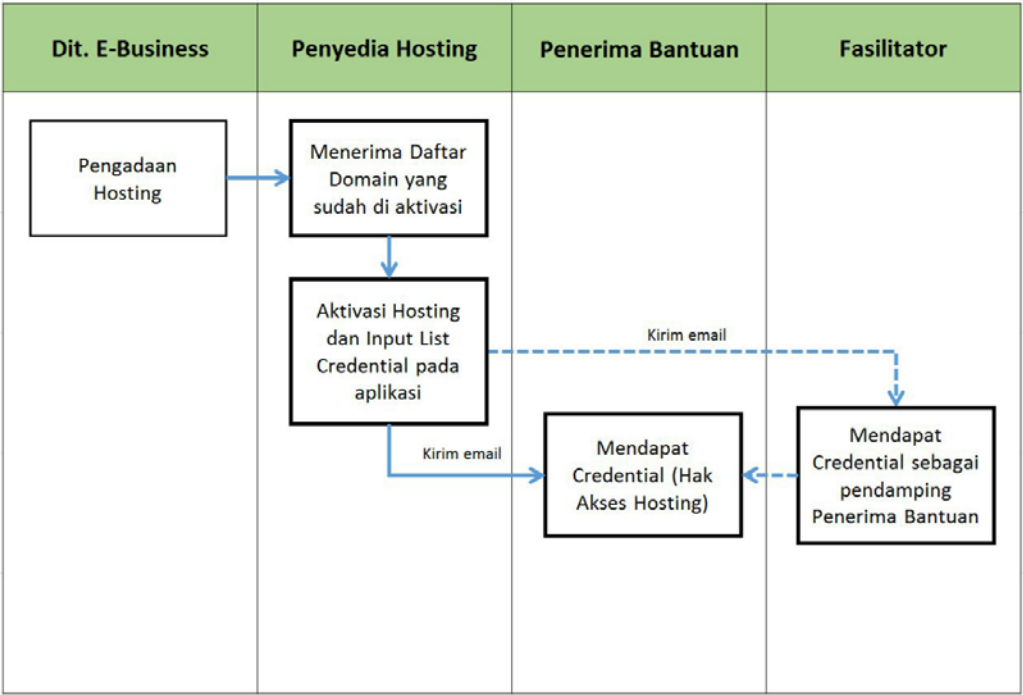 Dit. E-Business
Penyedia Hosting
Penerima Bantuan
Fasilitator
Pengadaan
Hosting
Menerima Daftar
Domain yang
sudah di aktivasi
Aktivasi Hosting
dan Input List
Credential pada
aplikasi
Kirim email
Kirim email
Mendapat
Credential (Hak
Akses Hosting)
Mendapat
Credential sebagai
pendamping
Penerima Bantuan